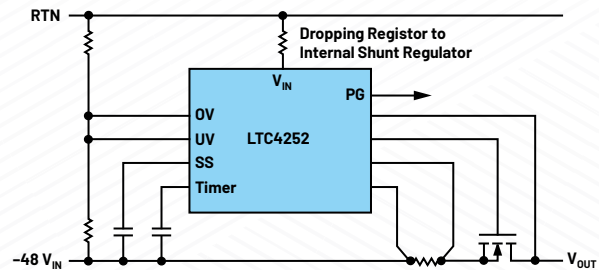 RTN
Dropping Registor to
Internal Shunt Regulator
VIN
PG
OV
LTC4252
UV
SS
Timer
–48 VIN
VOUT